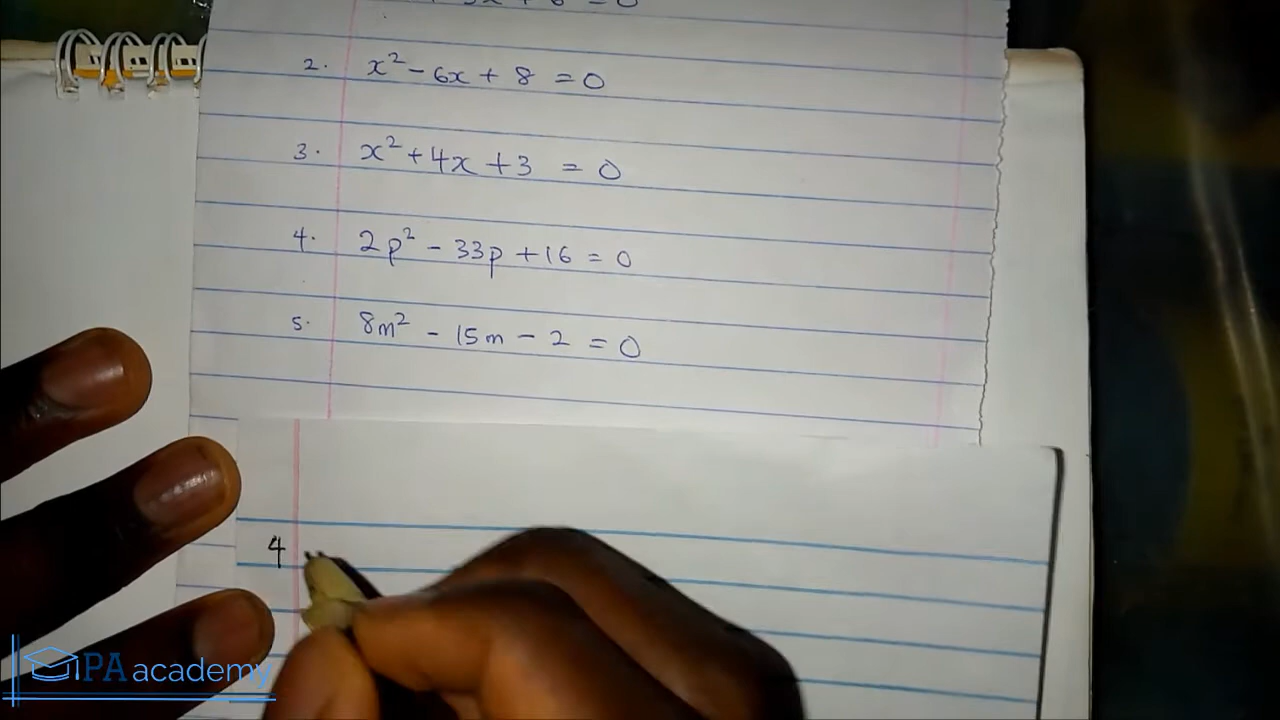 2. x² - 6x + 8 = 0
3. x² + 4x + 3 = 0
4. 2p² - 33p + 16 = 0
5. 8m² - 15m - 2 = 0
4
PA academy